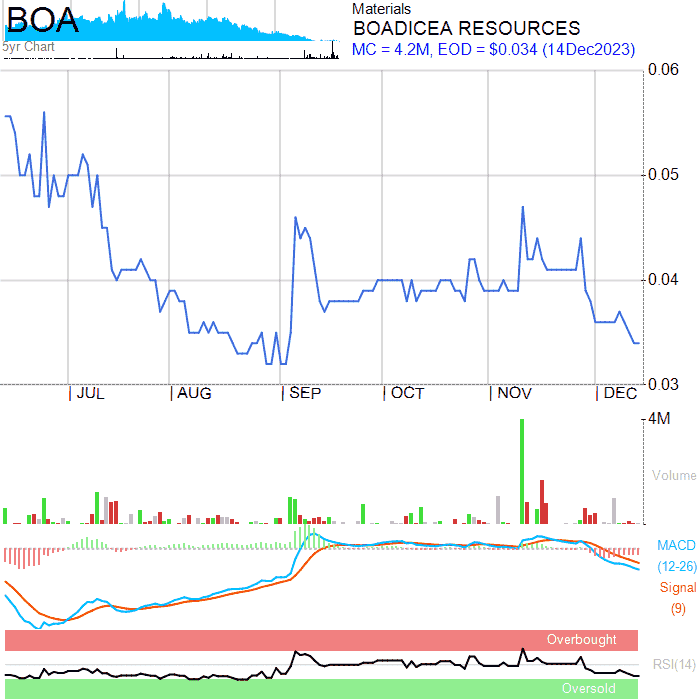 BOA
5yr Chart
Materials
BOADICEA RESOURCES
MC = 4.2M, EOD = $0.034 (14Dec2023)
0.06
0.05
0.04
0.03
JUL AUG SEP OCT NOV DEC
4M
Volume
MACD
(12-26)
Signal
(9)
Overbought
RSI(14)
Oversold